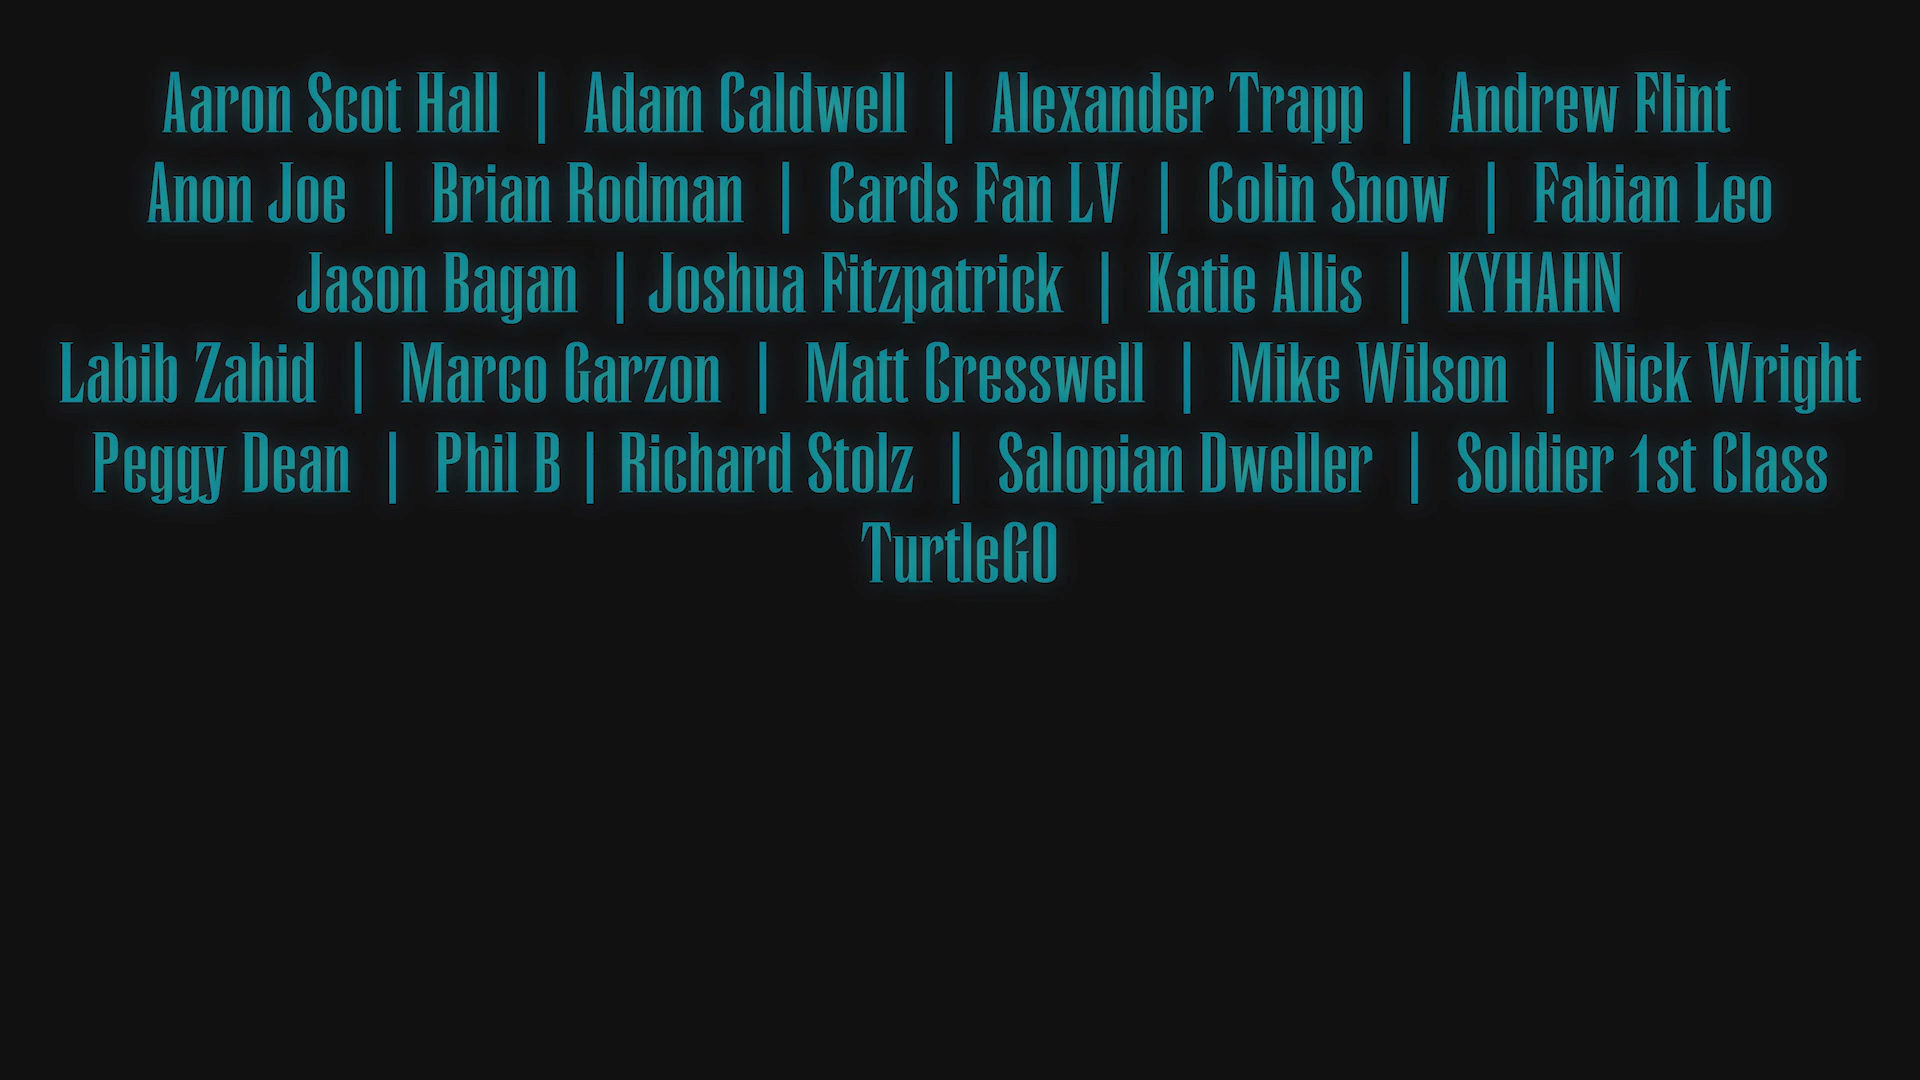 Aaron Scot Hall | Adam Caldwell | Alexander Trapp | Andrew Flint
Anon Joe | Brian Rodman | Cards Fan LV | Colin Snow | Fabian Leo
Jason Bagan | Joshua Fitzpatrick | Katie Allis | KYHAHN
Labib Zahid | Marco Garzon | Matt Cresswell | Mike Wilson | Nick Wright
Peggy Dean | Phil B | Richard Stolz | Salopian Dweller | Soldier 1st Class
TurtleGO